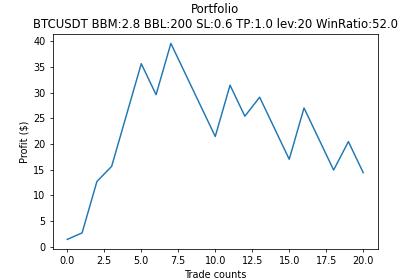 Portfolio
BTCUSDT BBM:2.8 BBL:200 SL:0.6 TP:1.0 lev:20 WinRatio:52.0
40
35
30
25
20
15
10
5
0
Profit ($)
0.0 2.5 5.0 7.5 10.0 12.5 15.0 17.5 20.0
Trade counts